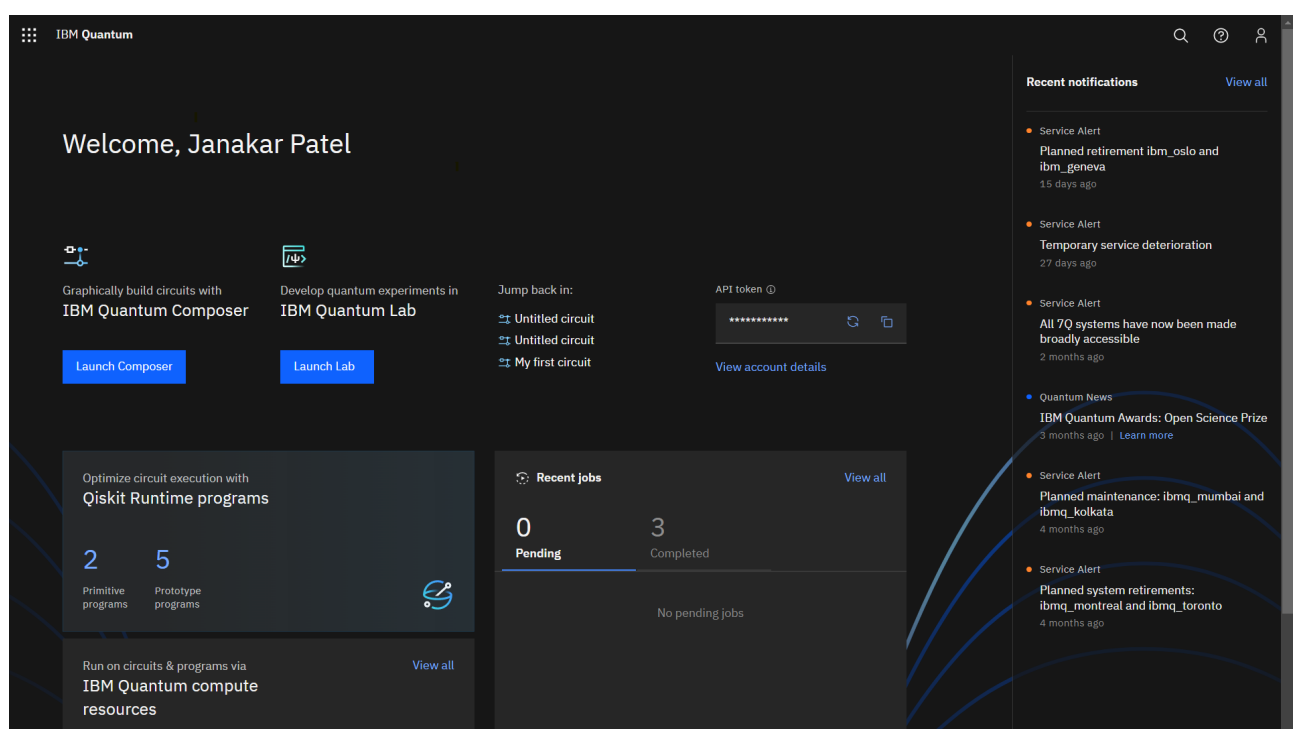 IBM Quantum
Welcome, Janakar Patel
Graphically build circuits with
IBM Quantum Composer
Launch Composer
Develop quantum experiments in
IBM Quantum Lab
Launch Lab
Jump back in:
Untitled circuit
Untitled circuit
My first circuit
API token
***********
View account details
Optimize circuit execution with
Qiskit Runtime programs
2
Primitive
programs
5
Prototype
programs
Run on circuits & programs via
View all
IBM Quantum compute
resources
Recent jobs
View all
0
Pending
3
Completed
No pending jobs
Recent notifications
View all
Service Alert
Planned retirement ibm_oslo and
ibm_geneva
15 days ago
Service Alert
Temporary service deterioration
27 days ago
Service Alert
All 7Q systems have now been made
broadly accessible
2 months ago
Quantum News
IBM Quantum Awards: Open Science Prize
3 months ago | Learn more
Service Alert
Planned maintenance: ibmq_mumbai and
ibmq_kolkata
4 months ago
Service Alert
Planned system retirements:
ibmq_montreal and ibmq_toronto
4 months ago